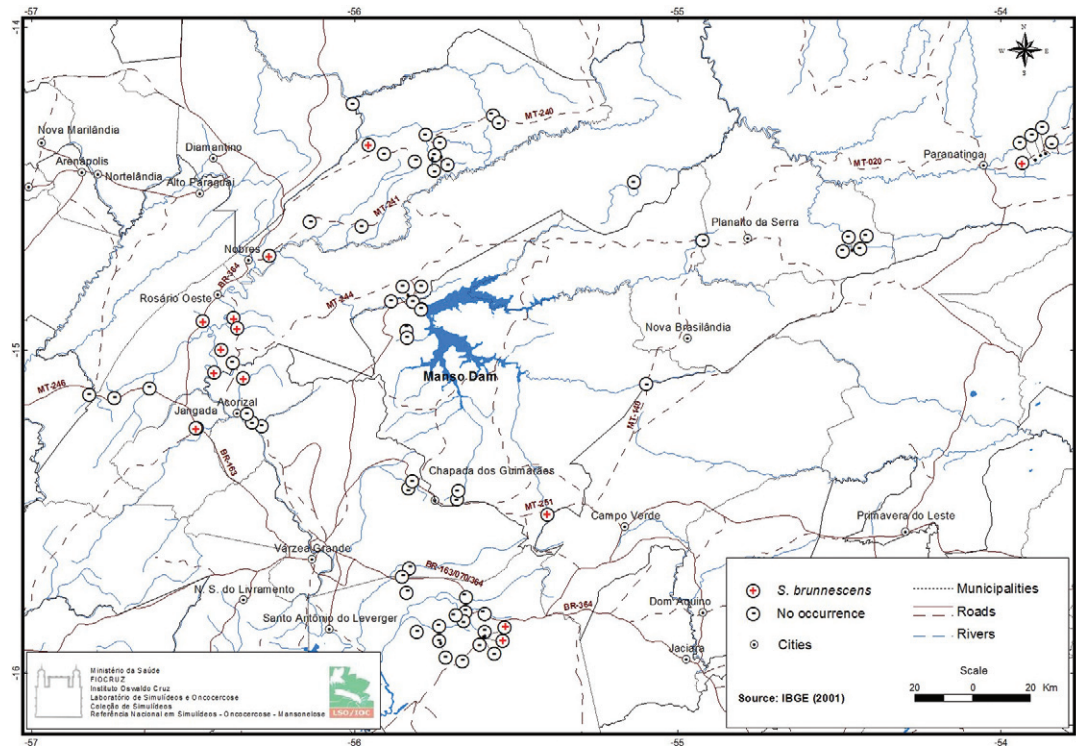 -57
-56
-55
-54
-14
N
W
E
S
Nova Marilândia
Arenápolis
Nortelândia
Diamantino
Alto Paraguai
MT-240
MT-241
MT-020
Paranatinga
Planalto da Serra
Nobres
BR-364
Rosário Oeste
MT-244
Nova Brasilândia
-15
Manso Dam
MT-246
Acorizal
Jangada
BR-163
MT-140
Chapada dos Guimarães
MT-251
Campo Verde
Primavera do Leste
Várzea Grande
BR-163/070/364
N. S. do Livramento
Santo Antônio do Leverger
BR-364
Dom Aquino
Jaciara
-16
S. brunnescens
No occurrence
Cities
Municipalities
Roads
Rivers
Scale
20 0 20 Km
Source: IBGE (2001)
Ministério da Saúde
FIOCRUZ
Instituto Oswaldo Cruz
Laboratório de Simulídeos e Oncocercose
Coleção de Simulídeos
Referência Nacional em Simulídeos - Oncocercose - Mansonelose
LSO/IOC
-57
-56
-55
-54